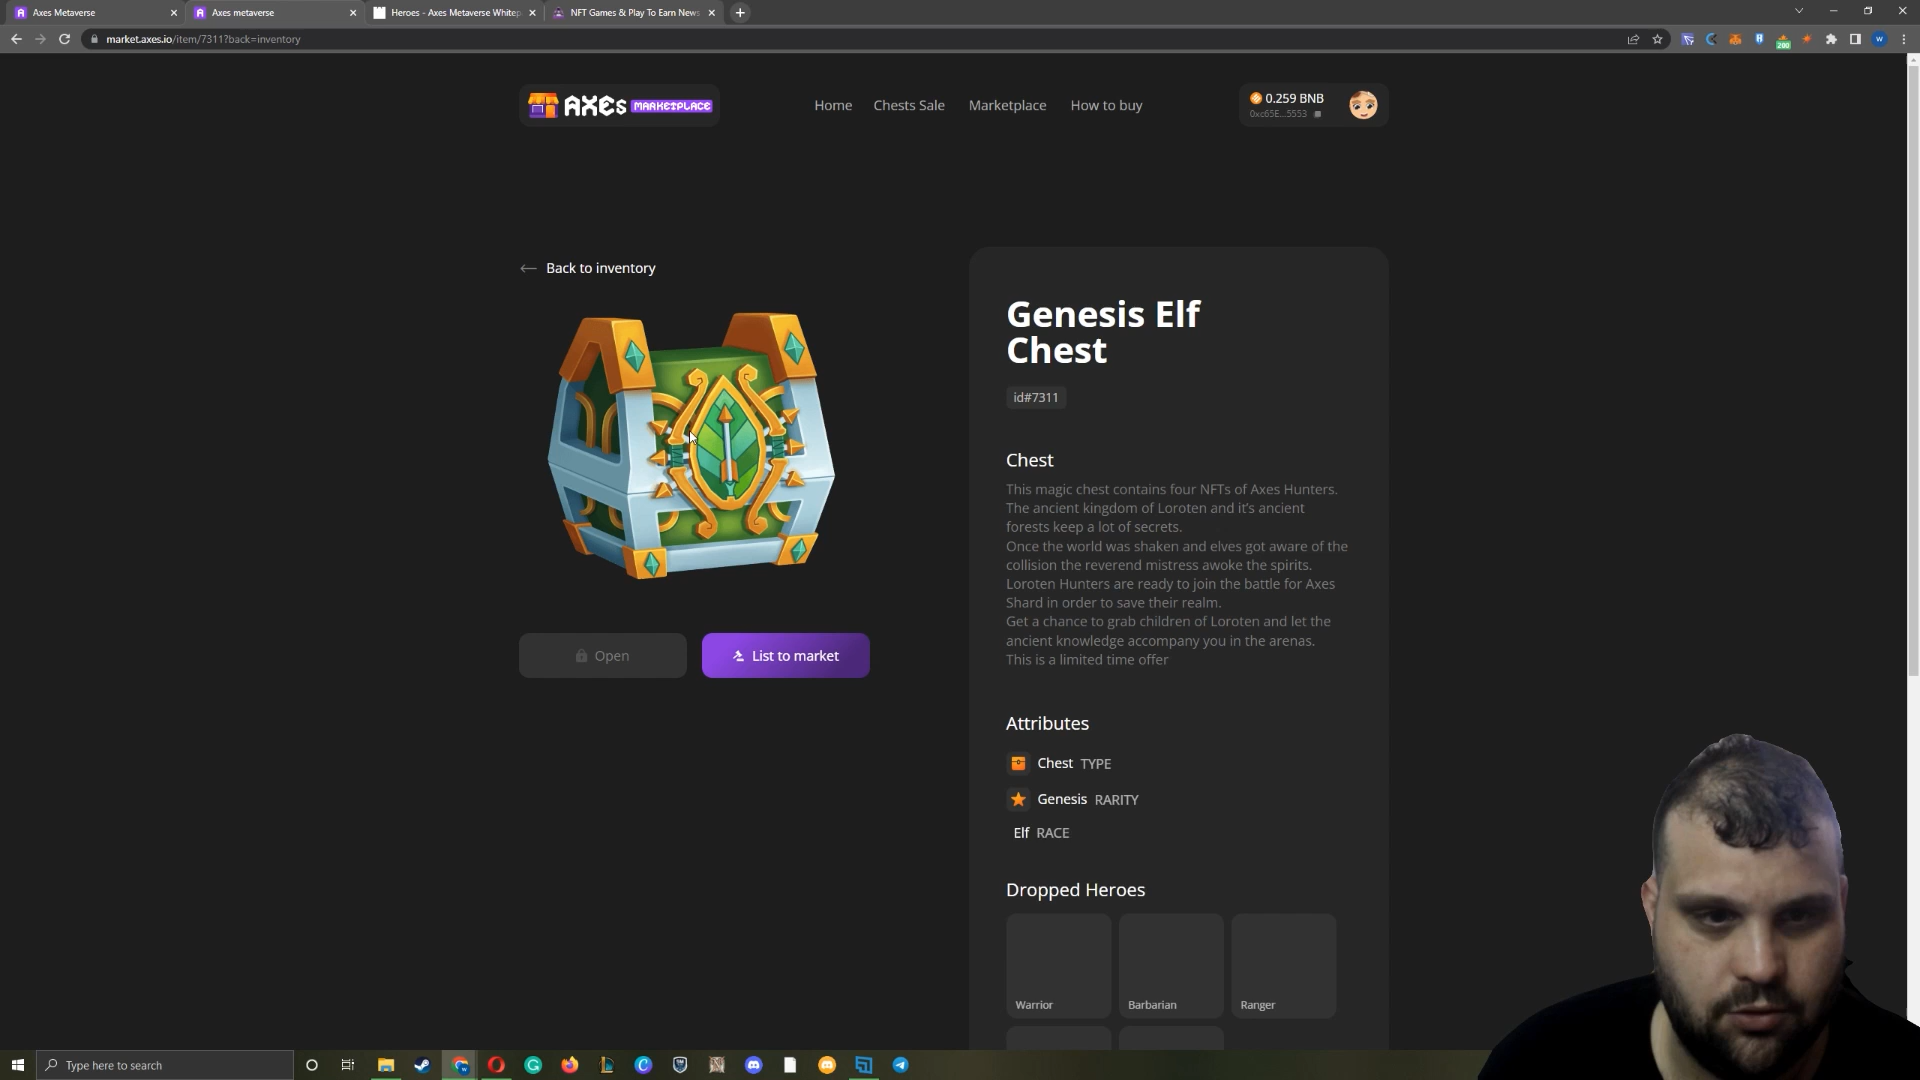 Axes Metaverse
Axes metaverse
Heroes - Axes Metaverse Whitep
NFT Games & Play To Earn News
market.axes.io/item/7311?back=inventory
200
W
AXES MARKETPLACE
Home
Chests Sale
Marketplace
How to buy
0.259 BNB
0xc65E...5553
Back to inventory
Genesis Elf
Chest
id#7311
Chest
This magic chest contains four NFTs of Axes Hunters.
The ancient kingdom of Loroten and it's ancient
forests keep a lot of secrets.
Once the world was shaken and elves got aware of the
collision the reverend mistress awoke the spirits.
Loroten Hunters are ready to join the battle for Axes
Shard in order to save their realm.
Get a chance to grab children of Loroten and let the
ancient knowledge accompany you in the arenas.
This is a limited time offer
Open
List to market
Attributes
Chest TYPE
Genesis RARITY
Elf RACE
Dropped Heroes
Warrior
Barbarian
Ranger
Type here to search